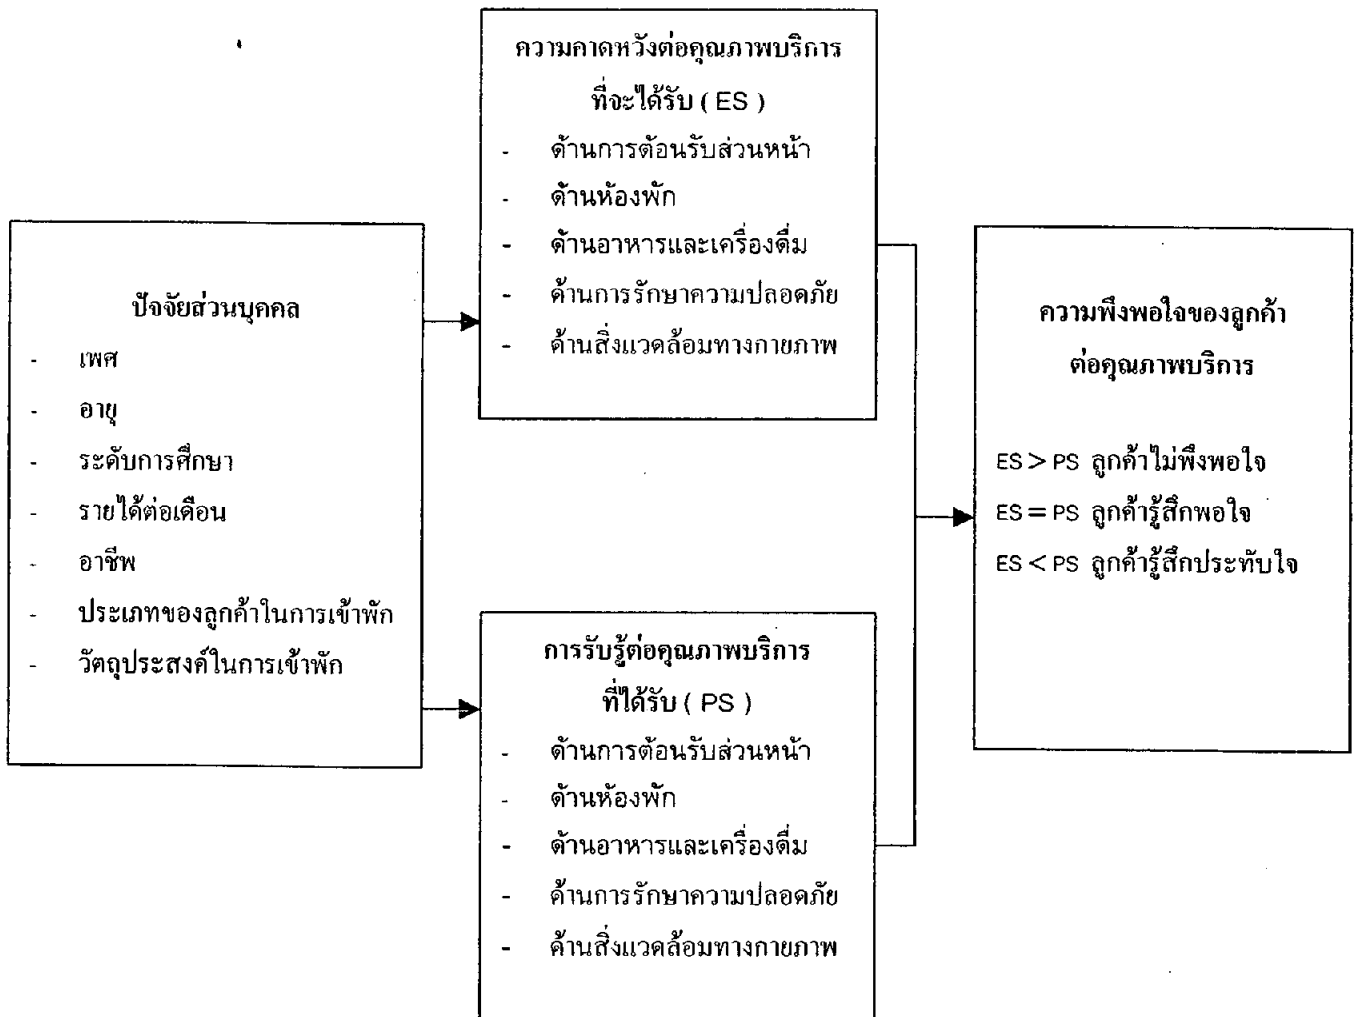 ปัจจัยส่วนบุคคล
- เพศ
- อายุ
- ระดับการศึกษา
- รายได้ต่อเดือน
- อาชีพ
- ประเภทของลูกค้าในการเข้าพัก
- วัตถุประสงค์ในการเข้าพัก
ความคาดหวังต่อคุณภาพบริการ
ที่จะได้รับ ( ES )
- ด้านการต้อนรับส่วนหน้า
- ด้านห้องพัก
- ด้านอาหารและเครื่องดื่ม
- ด้านการรักษาความปลอดภัย
- ด้านสิ่งแวดล้อมทางกายภาพ
การรับรู้ต่อคุณภาพบริการ
ที่ได้รับ ( PS )
- ด้านการต้อนรับส่วนหน้า
- ด้านห้องพัก
- ด้านอาหารและเครื่องดื่ม
- ด้านการรักษาความปลอดภัย
- ด้านสิ่งแวดล้อมทางกายภาพ
ความพึงพอใจของลูกค้า
ต่อคุณภาพบริการ
ES > PS ลูกค้าไม่พึงพอใจ
ES = PS ลูกค้ารู้สึกพอใจ
ES < PS ลูกค้ารู้สึกประทับใจ